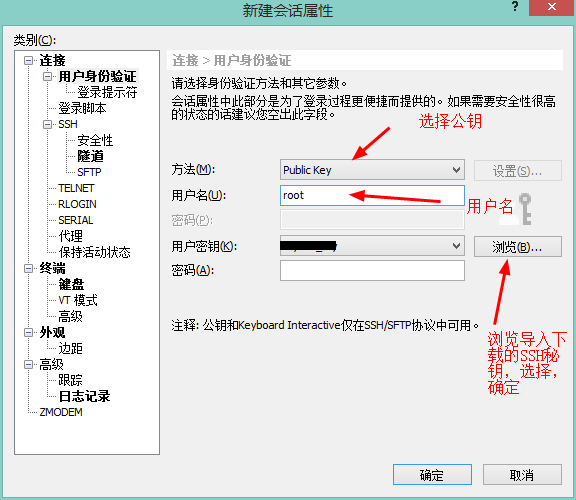 新建会话属性
?
类别(C):
连接
用户身份验证
登录提示符
登录脚本
SSH
安全性
隧道
SFTP
TELNET
RLOGIN
SERIAL
代理
保持活动状态
终端
键盘
VT 模式
高级
外观
边距
高级
跟踪
日志记录
ZMODEM
连接 > 用户身份验证
请选择身份验证方法和其它参数。
会话属性中此部分是为了登录过程更便捷而提供的。如果需要安全性很高
的状态的话建议您空出此字段。
选择公钥
方法(M):
Public Key
设置(S)...
用户名(U):
root
用户名
密码(P):
用户密钥(K):
浏览(B)...
密码(A):
注释: 公钥和Keyboard Interactive仅在SSH/SFTP协议中可用。
浏览导入下
载的SSH秘
钥，选择，
确定
确定
取消